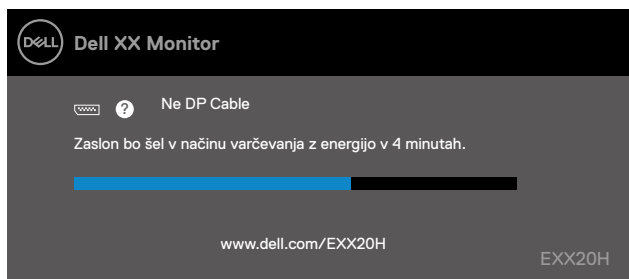 DELL Dell XX Monitor
? Ne DP Cable
Zaslon bo šel v načinu varčevanja z energijo v 4 minutah.
www.dell.com/EXX20H
EXX20H